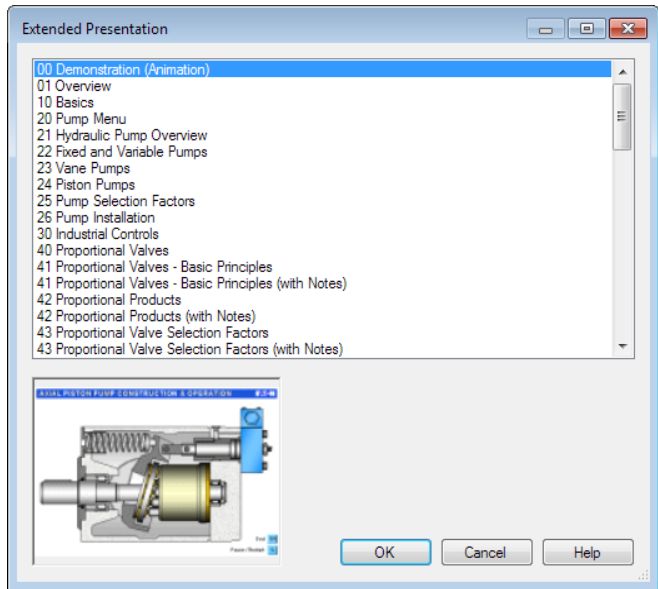 Extended Presentation
00 Demonstration (Animation)
01 Overview
10 Basics
20 Pump Menu
21 Hydraulic Pump Overview
22 Fixed and Variable Pumps
23 Vane Pumps
24 Piston Pumps
25 Pump Selection Factors
26 Pump Installation
30 Industrial Controls
40 Proportional Valves
41 Proportional Valves - Basic Principles
41 Proportional Valves - Basic Principles (with Notes)
42 Proportional Products
42 Proportional Products (with Notes)
43 Proportional Valve Selection Factors
43 Proportional Valve Selection Factors (with Notes)
AXIAL PISTON PUMP CONSTRUCTION & OPERATION
End
Pause / Restart
OK Cancel Help